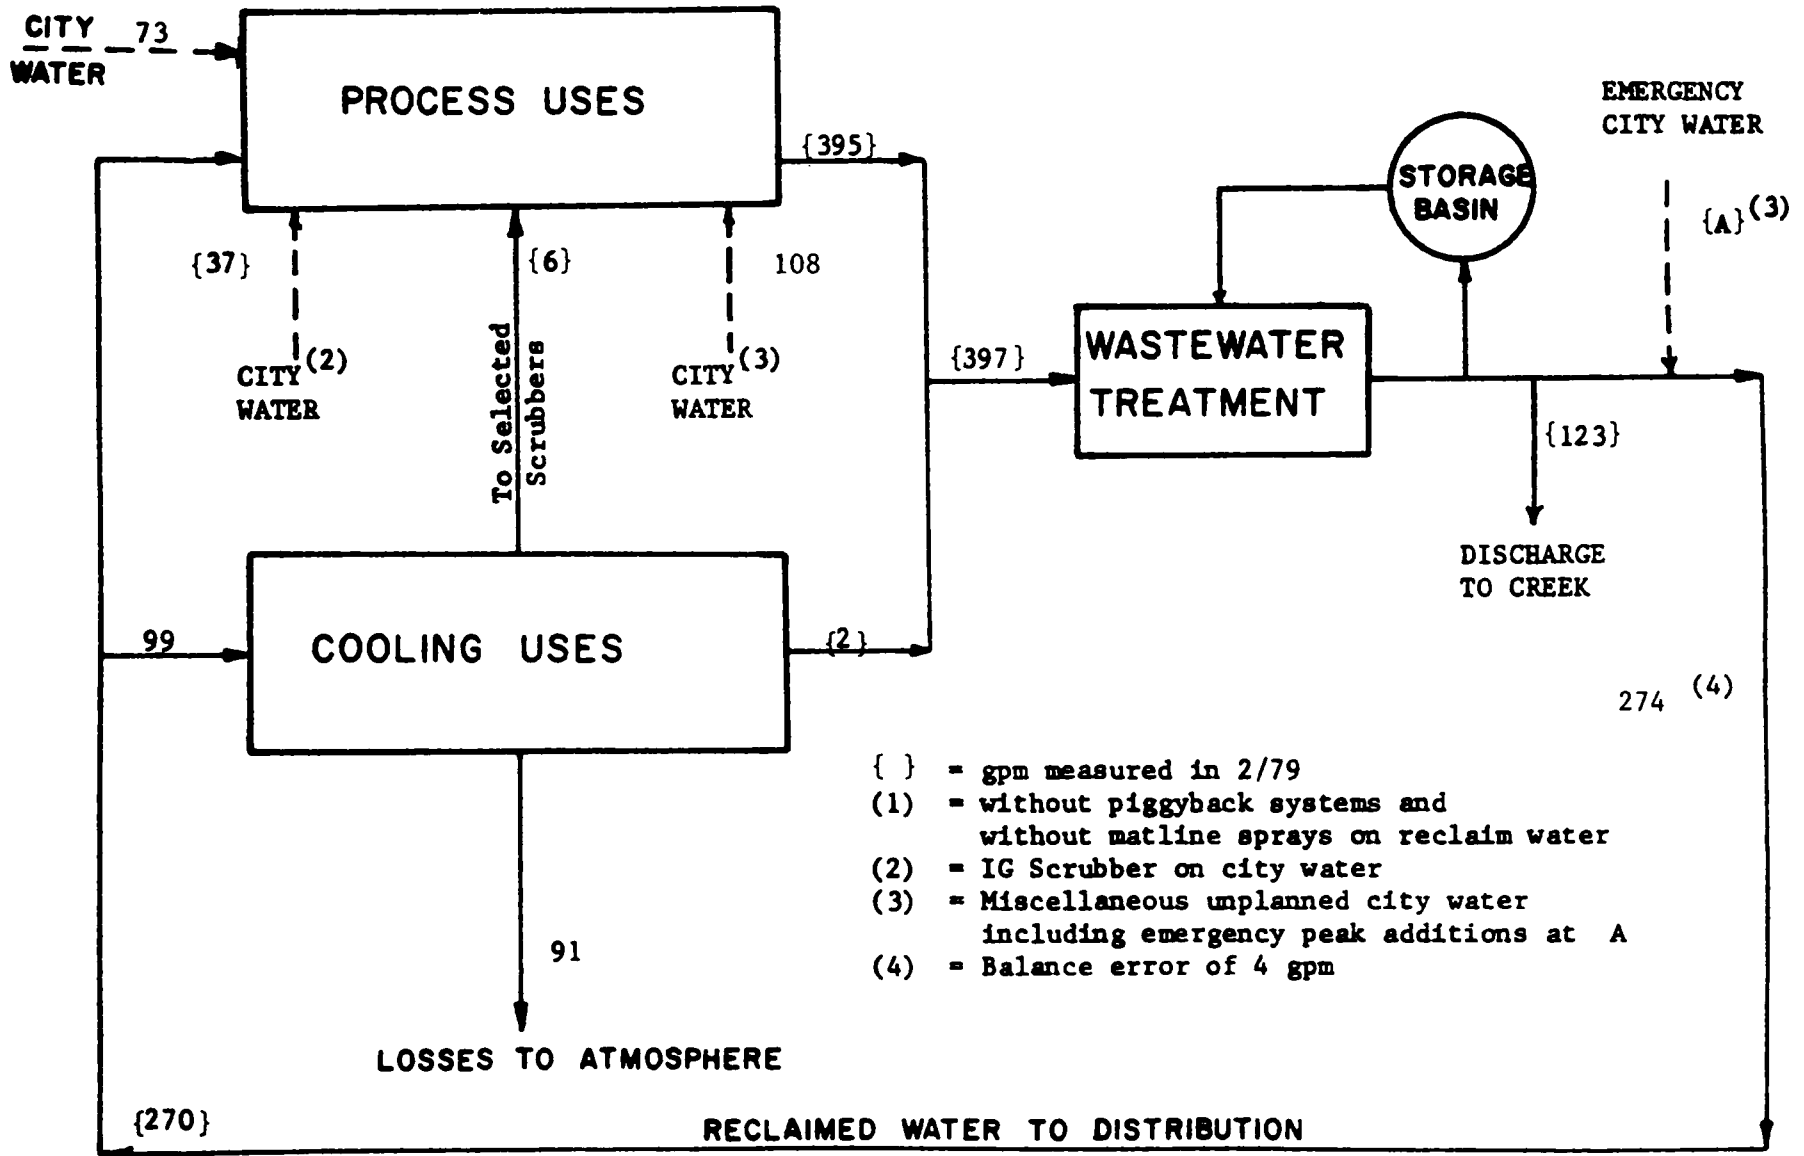 CITY 73
WATER
PROCESS USES
{395}
EMERGENCY
CITY WATER
{A}(3)
STORAGE
BASIN
{37}
{6}
108
CITY (2)
WATER
To Selected
Scrubbers
CITY (3)
WATER
{397}
WASTEWATER
TREATMENT
{123}
DISCHARGE
TO CREEK
99
COOLING USES
{2}
274 (4)
{ } = gpm measured in 2/79
(1) = without piggyback systems and
without matline sprays on reclaim water
(2) = IG Scrubber on city water
(3) = Miscellaneous unplanned city water
including emergency peak additions at A
(4) = Balance error of 4 gpm
91
LOSSES TO ATMOSPHERE
{270}
RECLAIMED WATER TO DISTRIBUTION